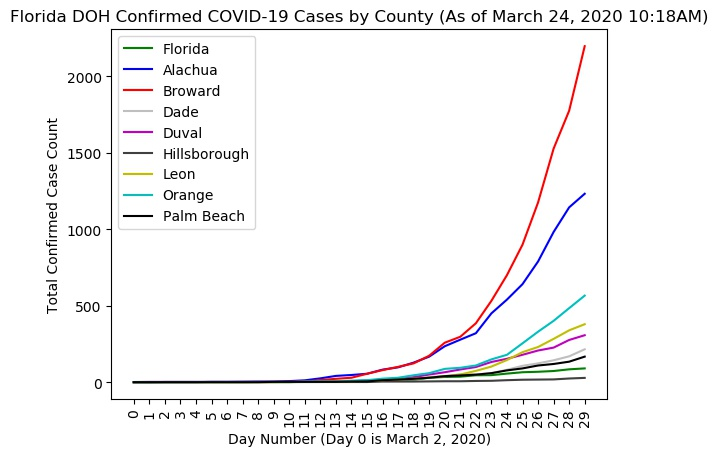 Florida DOH Confirmed COVID-19 Cases by County (As of March 24, 2020 10:18AM)
Florida
Alachua
Broward
Dade
Duval
Hillsborough
Leon
Orange
Palm Beach
Total Confirmed Case Count
2000
1500
1000
500
0
0 1 2 3 4 5 6 7 8 9 10 11 12 13 14 15 16 17 18 19 20 21 22 23 24 25 26 27 28 29
Day Number (Day 0 is March 2, 2020)